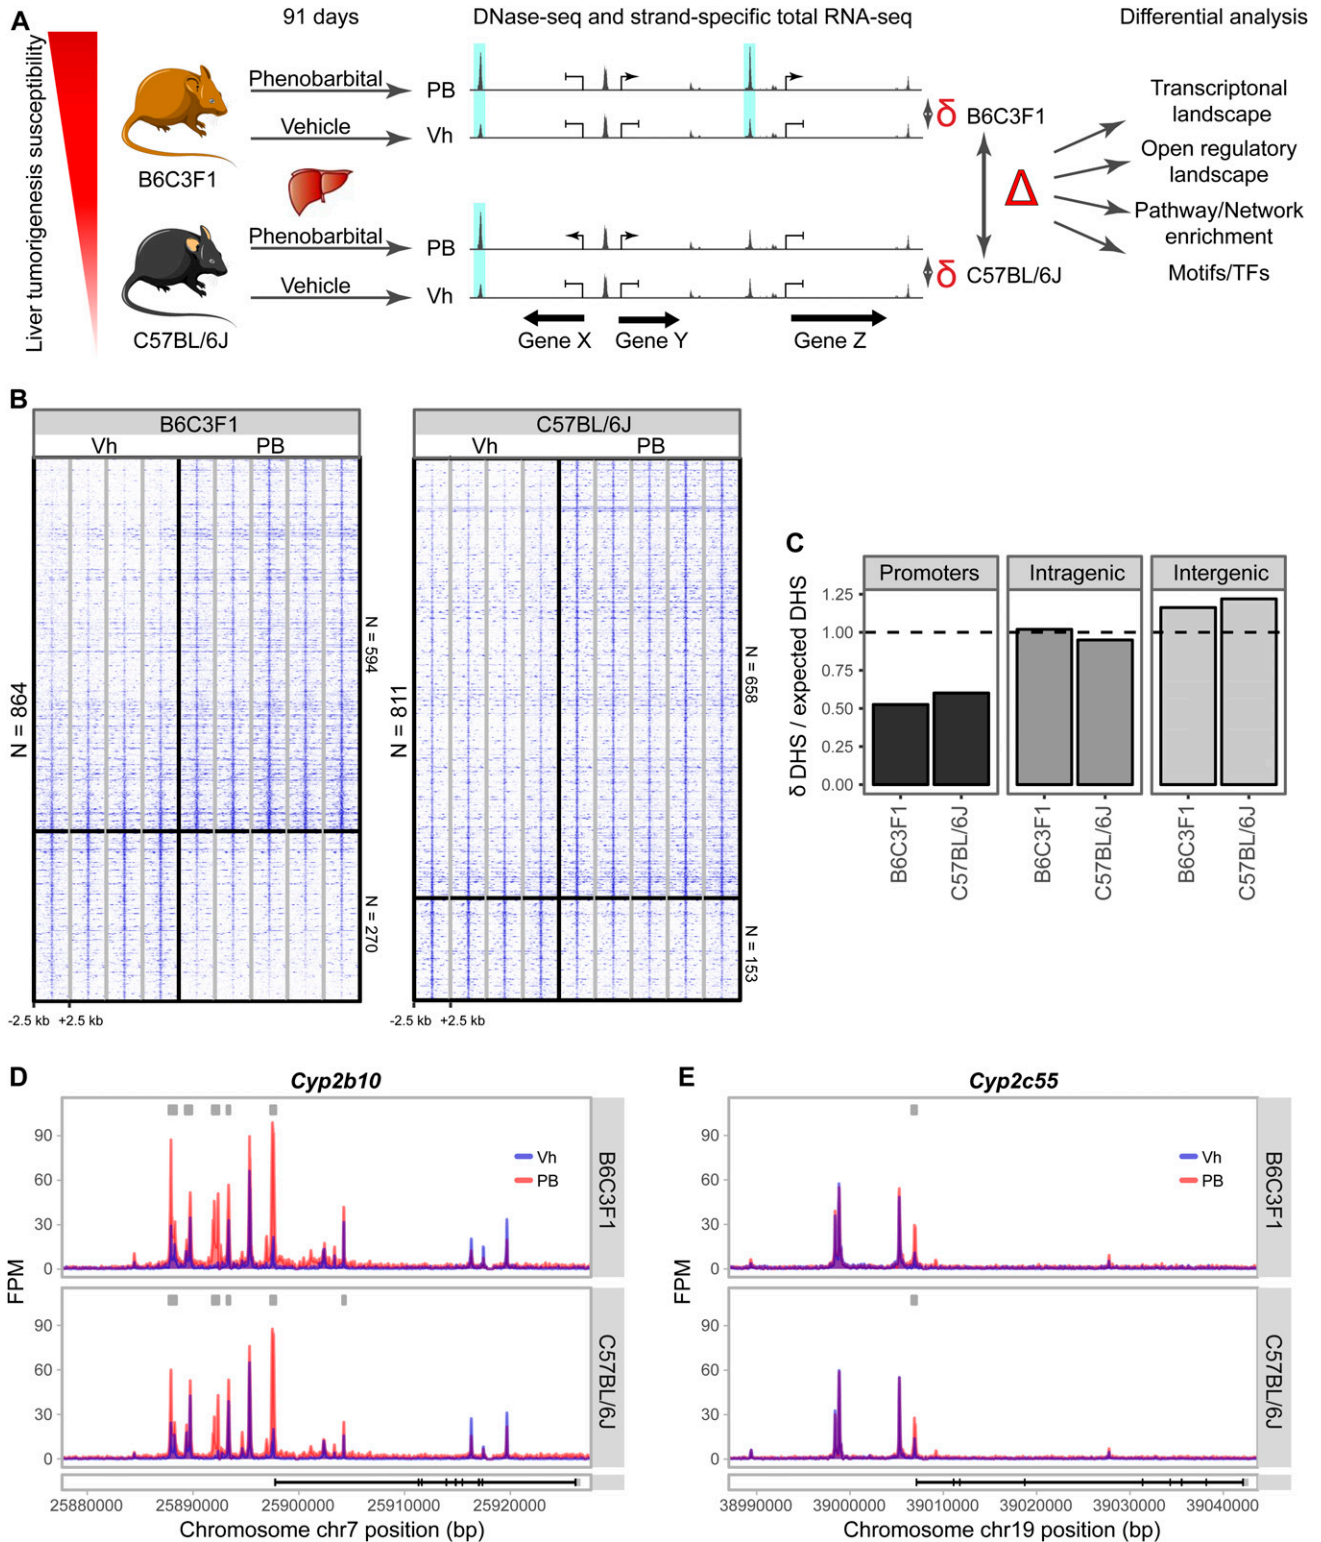 A
91 days
DNase-seq and strand-specific total RNA-seq
Differential analysis
Liver tumorigenesis susceptibility
B6C3F1
Phenobarbital
Vehicle
PB
Vh
δ B6C3F1
C57BL/6J
Phenobarbital
Vehicle
PB
Vh
δ C57BL/6J
Δ
Gene X
Gene Y
Gene Z
Transcriptonal
landscape
Open regulatory
landscape
Pathway/Network
enrichment
Motifs/TFs
B
B6C3F1
Vh
PB
N = 864
N = 594
N = 270
-2.5 kb
+2.5 kb
C57BL/6J
Vh
PB
N = 811
N = 658
N = 153
-2.5 kb
+2.5 kb
C
δ DHS / expected DHS
Promoters
Intragenic
Intergenic
1.25
1.00
0.75
0.50
0.25
0.00
B6C3F1
C57BL/6J
B6C3F1
C57BL/6J
B6C3F1
C57BL/6J
D
Cyp2b10
FPM
90
60
30
0
Vh
PB
B6C3F1
90
60
30
0
C57BL/6J
25880000
25890000
25900000
25910000
25920000
Chromosome chr7 position (bp)
E
Cyp2c55
FPM
90
60
30
0
Vh
PB
B6C3F1
90
60
30
0
C57BL/6J
38990000
39000000
39010000
39020000
39030000
39040000
Chromosome chr19 position (bp)